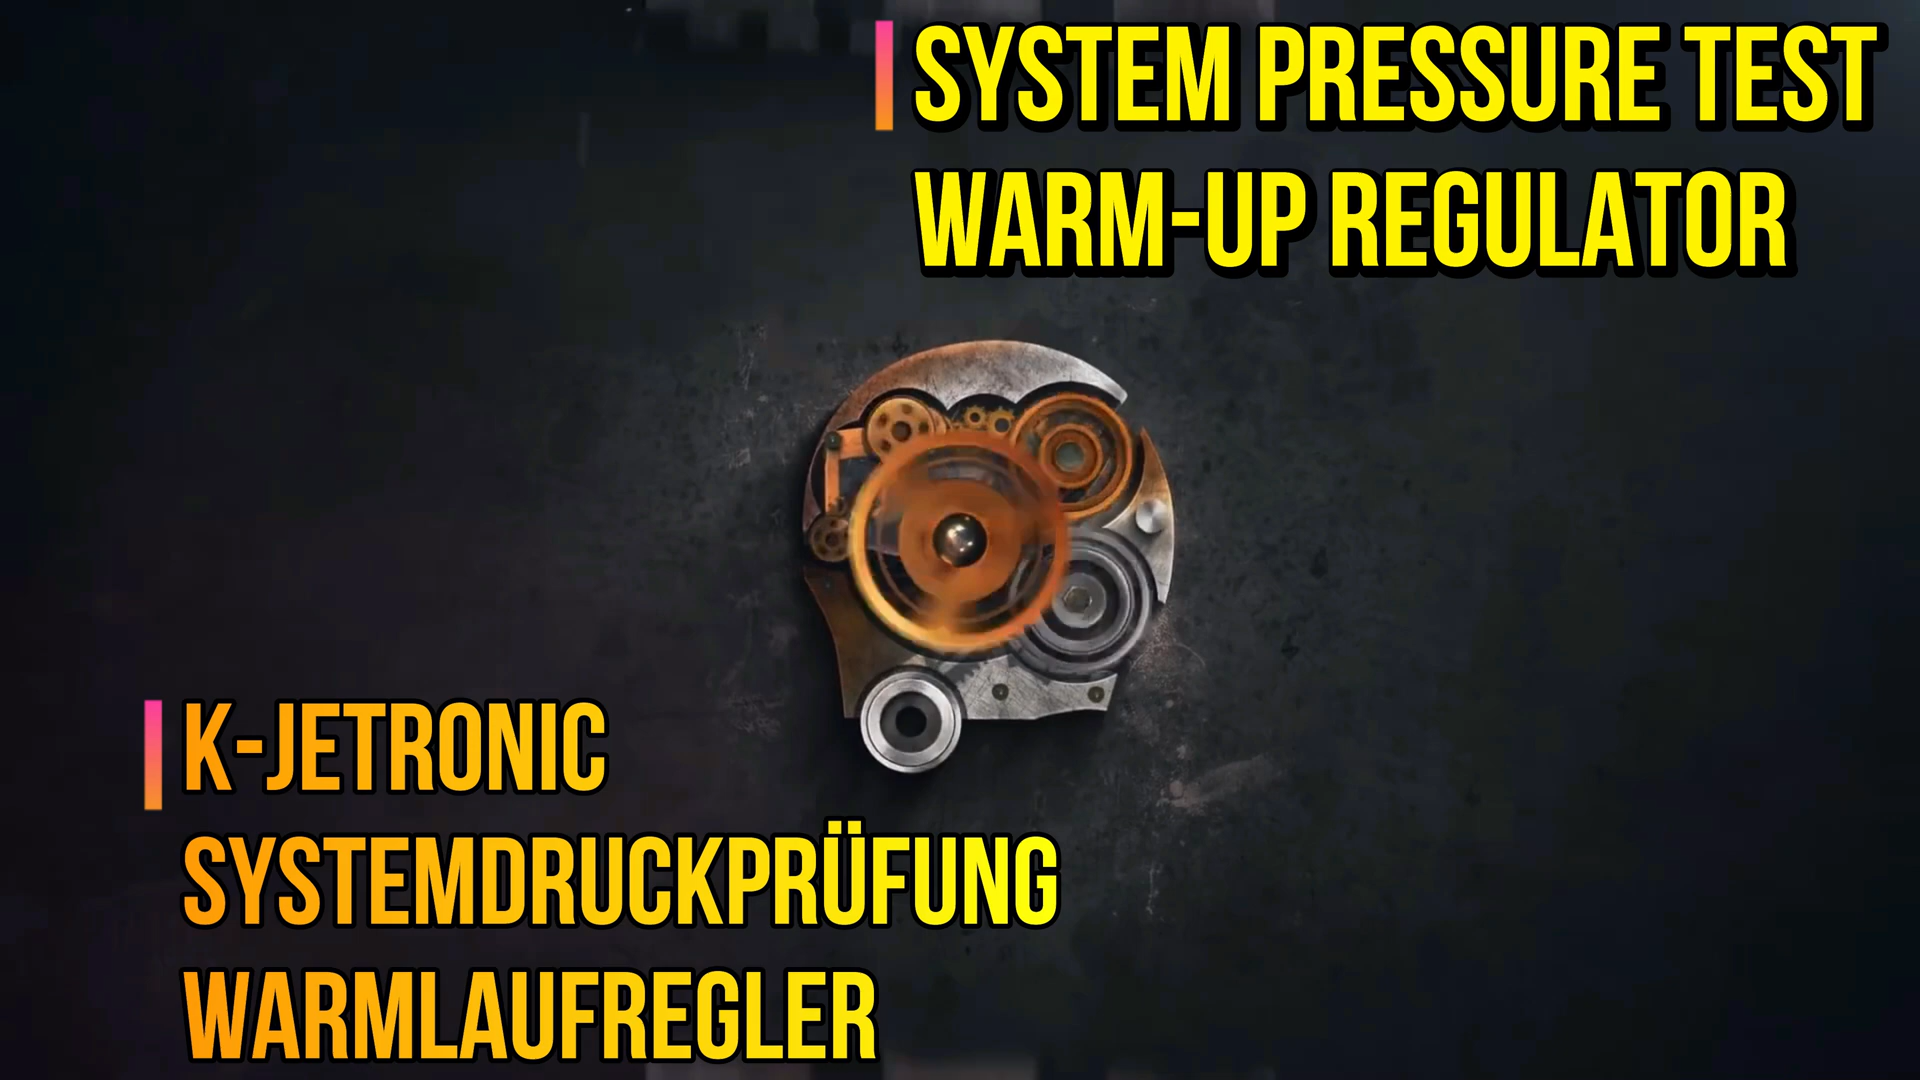 SYSTEM PRESSURE TEST
WARM-UP REGULATOR
K-JETRONIC
SYSTEMDRUCKPRÜFUNG
WARMLAUFREGLER